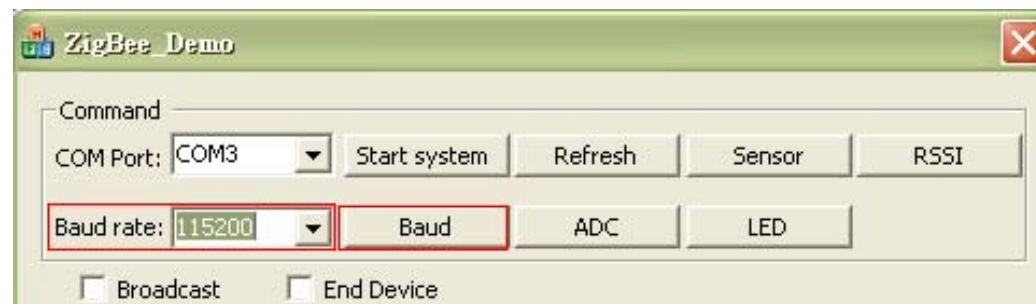 ZigBee_Demo
Command
COM Port: COM3 Start system Refresh Sensor RSSI
Baud rate: 115200 Baud ADC LED
Broadcast End Device